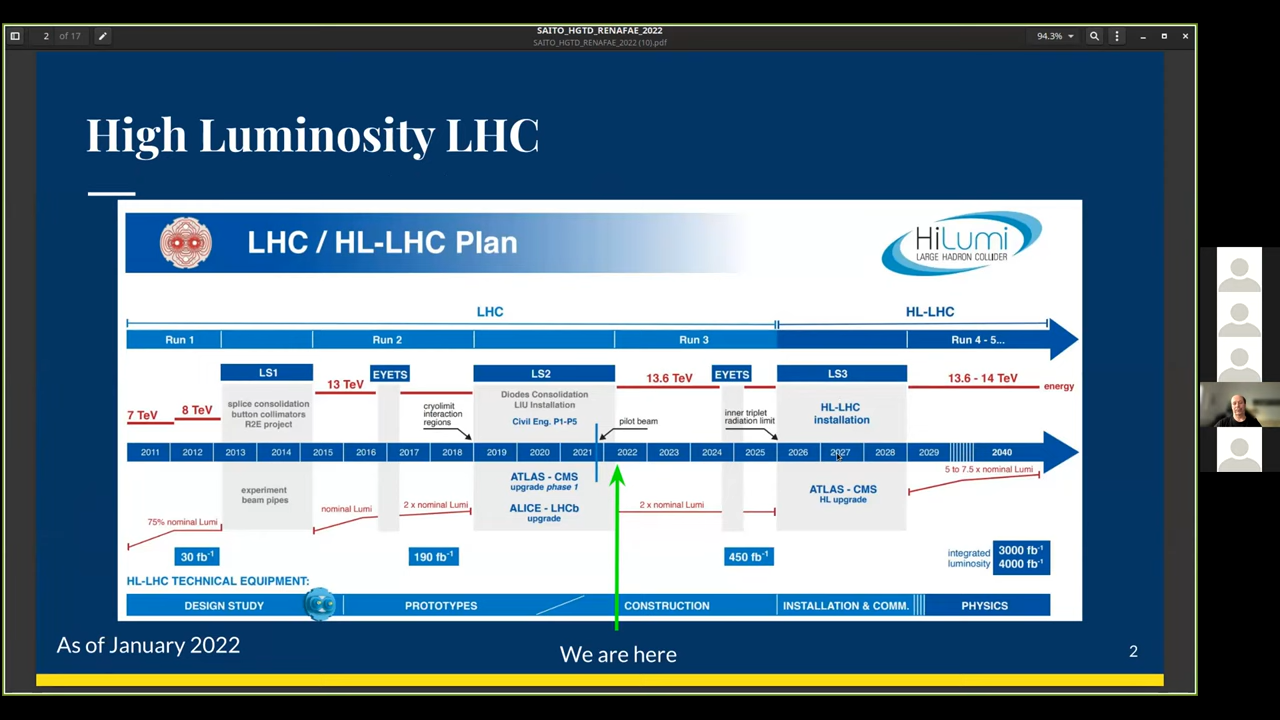 SAITO_HGTD_RENAFAE_2022
2 of 17
SAITO_HGTD_RENAFAE_2022 (10).pdf
94.3%
High Luminosity LHC
LHC / HL-LHC Plan
HiLumi
LARGE HADRON COLLIDER
LHC
HL-LHC
Run 1
Run 2
Run 3
Run 4 - 5...
LS1
EYETS
LS2
EYETS
LS3
7 TeV
8 TeV
13 TeV
13.6 TeV
13.6 - 14 TeV
energy
splice consolidation
button collimators
R2E project
cryolimit
interaction
regions
Diodes Consolidation
LIU Installation
Civil Eng. P1-P5
pilot beam
inner triplet
radiation limit
HL-LHC
installation
2011 2012 2013 2014 2015 2016 2017 2018 2019 2020 2021 2022 2023 2024 2025 2026 2027 2028 2029 2040
experiment
beam pipes
ATLAS - CMS
upgrade phase 1
ALICE - LHCb
upgrade
ATLAS - CMS
HL upgrade
75% nominal Lumi
nominal Lumi
2 x nominal Lumi
2 x nominal Lumi
5 to 7.5 x nominal Lumi
30 fb-1
190 fb-1
450 fb-1
integrated
luminosity
3000 fb-1
4000 fb-1
HL-LHC TECHNICAL EQUIPMENT:
DESIGN STUDY
PROTOTYPES
CONSTRUCTION
INSTALLATION & COMM.
PHYSICS
As of January 2022
We are here
2